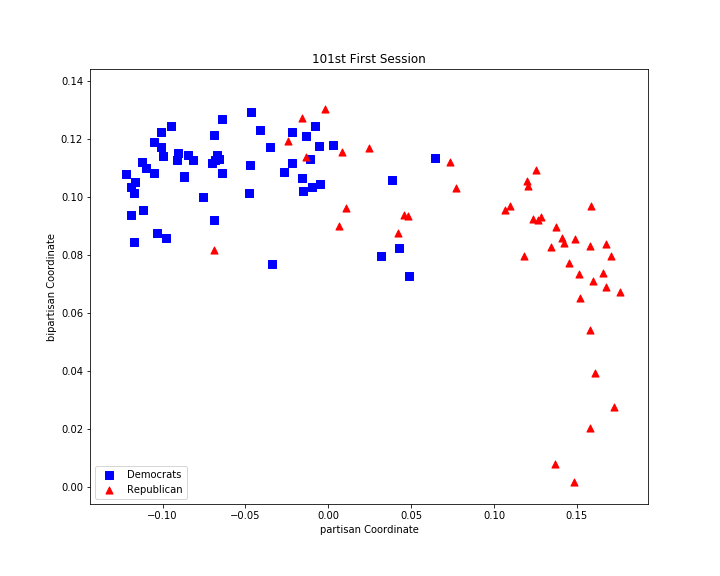 101st First Session
bipartisan Coordinate
0.14
0.12
0.10
0.08
0.06
0.04
0.02
0.00
Democrats
Republican
−0.10 −0.05 0.00 0.05 0.10 0.15
partisan Coordinate